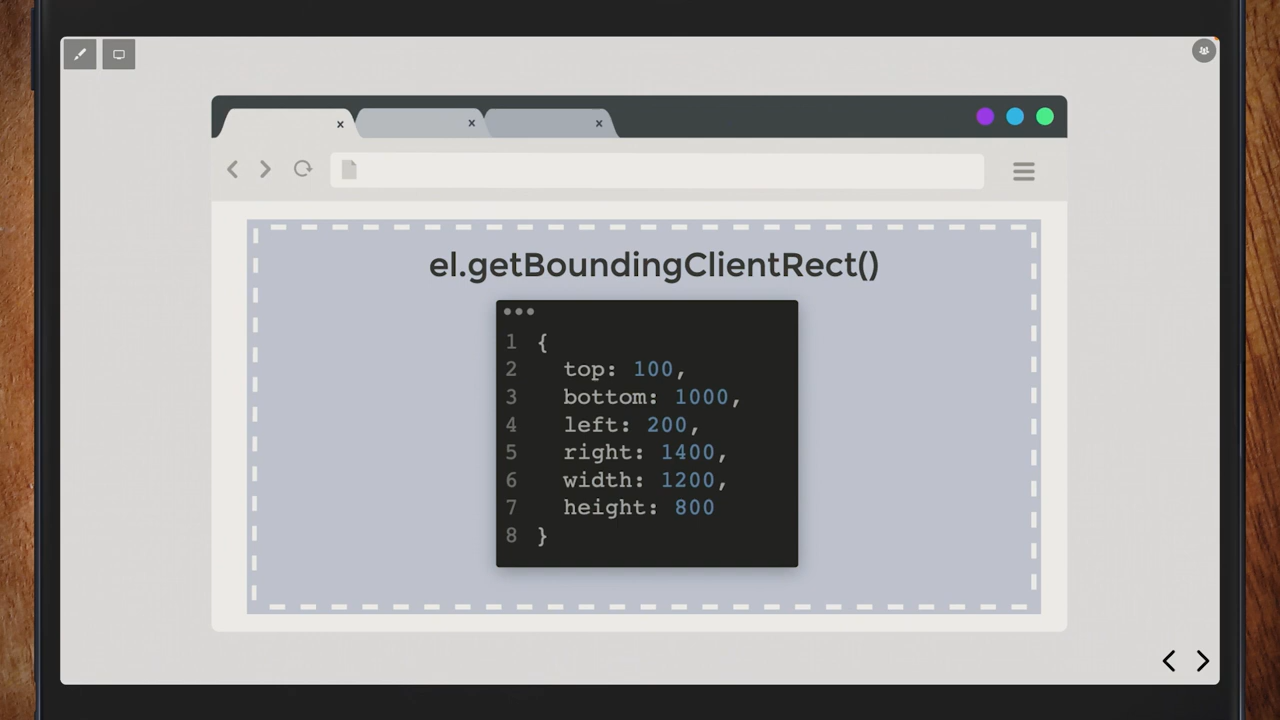 x
x
x
el.getBoundingClientRect()
1 {
2 top: 100,
3 bottom: 1000,
4 left: 200,
5 right: 1400,
6 width: 1200,
7 height: 800
8 }